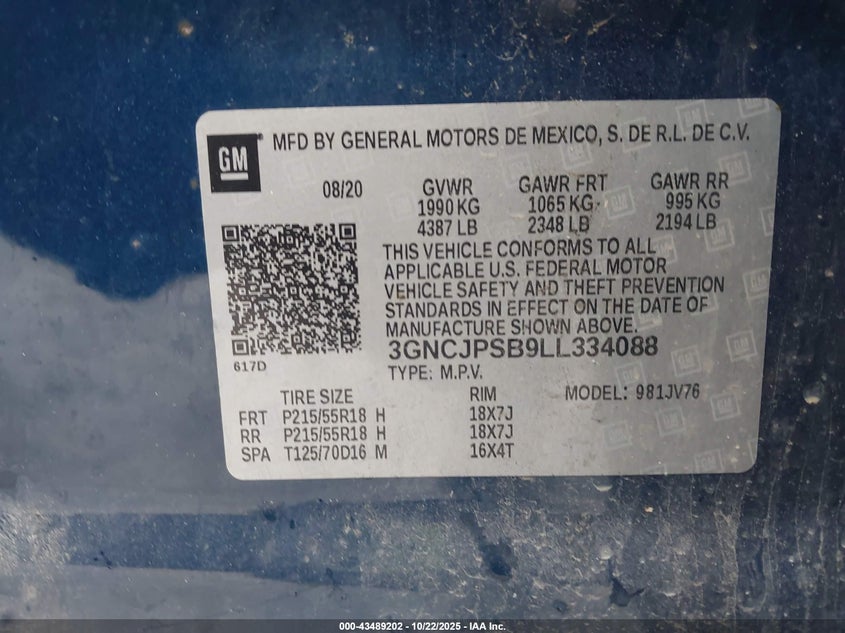 GM
MFD BY GENERAL MOTORS DE MEXICO, S. DE R.L. DE C.V.
08/20 GVWR GAWR FRT GAWR RR
1990 KG 1065 KG 995 KG
4387 LB 2348 LB 2194 LB
THIS VEHICLE CONFORMS TO ALL
APPLICABLE U.S. FEDERAL MOTOR
VEHICLE SAFETY AND THEFT PREVENTION
STANDARDS IN EFFECT ON THE DATE OF
MANUFACTURE SHOWN ABOVE.
3GNCJPSB9LL334088
617D
TYPE: M.P.V.
TIRE SIZE RIM MODEL: 981JV76
FRT P215/55R18 H 18X7J
RR P215/55R18 H 18X7J
SPA T125/70D16 M 16X4T
000-43489202 - 10/22/2025 - IAA Inc.